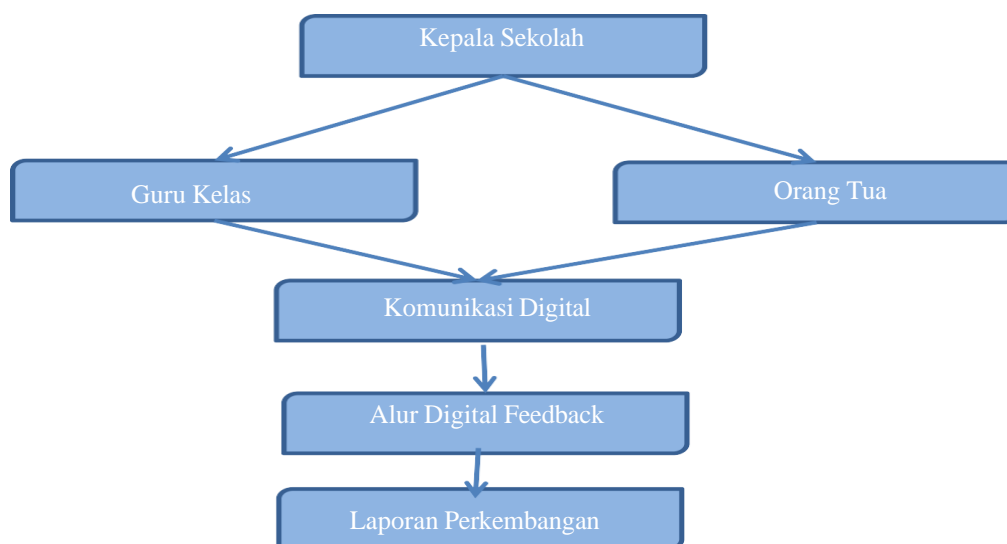 Kepala Sekolah
Guru Kelas
Orang Tua
Komunikasi Digital
Alur Digital Feedback
Laporan Perkembangan